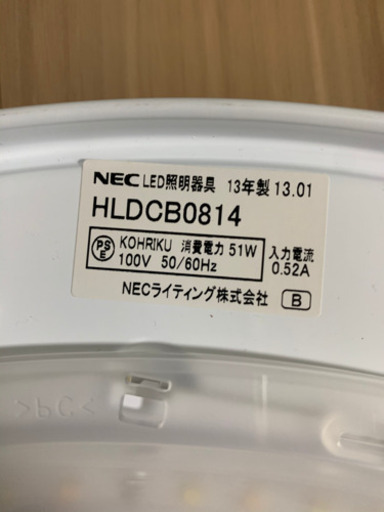 NEC LED照明器具 13年製 13.01
HLDCB0814
PS
E
KOHRIKU 消費電力 51W
100V 50/60Hz
入力電流
0.52A
NECライティング株式会社 B
>PC<